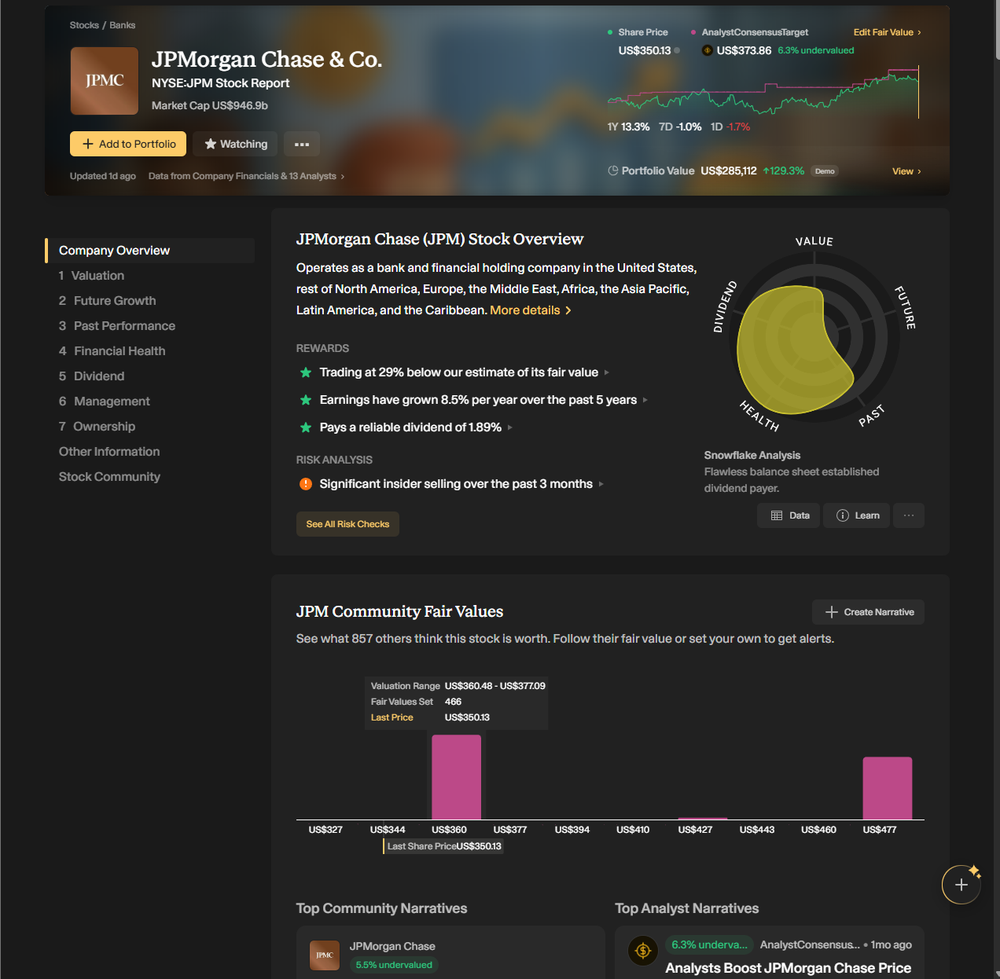 Stocks / Banks
JPMC
JPMorgan Chase & Co.
NYSE:JPM Stock Report
Market Cap US$946.9b
Add to Portfolio
Watching
Updated 1d ago
Data from Company Financials & 13 Analysts
Share Price
AnalystConsensusTarget
Edit Fair Value
US$350.13
US$373.86 6.3% undervalued
1Y 13.3% 7D -1.0% 1D -1.7%
Portfolio Value US$285,112 129.3% Demo
View
Company Overview
1 Valuation
2 Future Growth
3 Past Performance
4 Financial Health
5 Dividend
6 Management
7 Ownership
Other Information
Stock Community
JPMorgan Chase (JPM) Stock Overview
Operates as a bank and financial holding company in the United States,
rest of North America, Europe, the Middle East, Africa, the Asia Pacific,
Latin America, and the Caribbean. More details
REWARDS
Trading at 29% below our estimate of its fair value
Earnings have grown 8.5% per year over the past 5 years
Pays a reliable dividend of 1.89%
RISK ANALYSIS
Significant insider selling over the past 3 months
See All Risk Checks
VALUE
FUTURE
PAST
HEALTH
DIVIDEND
Snowflake Analysis
Flawless balance sheet established
dividend payer.
Data
Learn
JPM Community Fair Values
Create Narrative
See what 857 others think this stock is worth. Follow their fair value or set your own to get alerts.
Valuation Range US$360.48 - US$377.09
Fair Values Set 466
Last Price US$350.13
US$327 US$344 US$360 US$377 US$394 US$410 US$427 US$443 US$460 US$477
Last Share PriceUS$350.13
Top Community Narratives
JPMC
JPMorgan Chase
5.5% undervalued
Top Analyst Narratives
6.3% underva... AnalystConsensus... • 1mo ago
Analysts Boost JPMorgan Chase Price